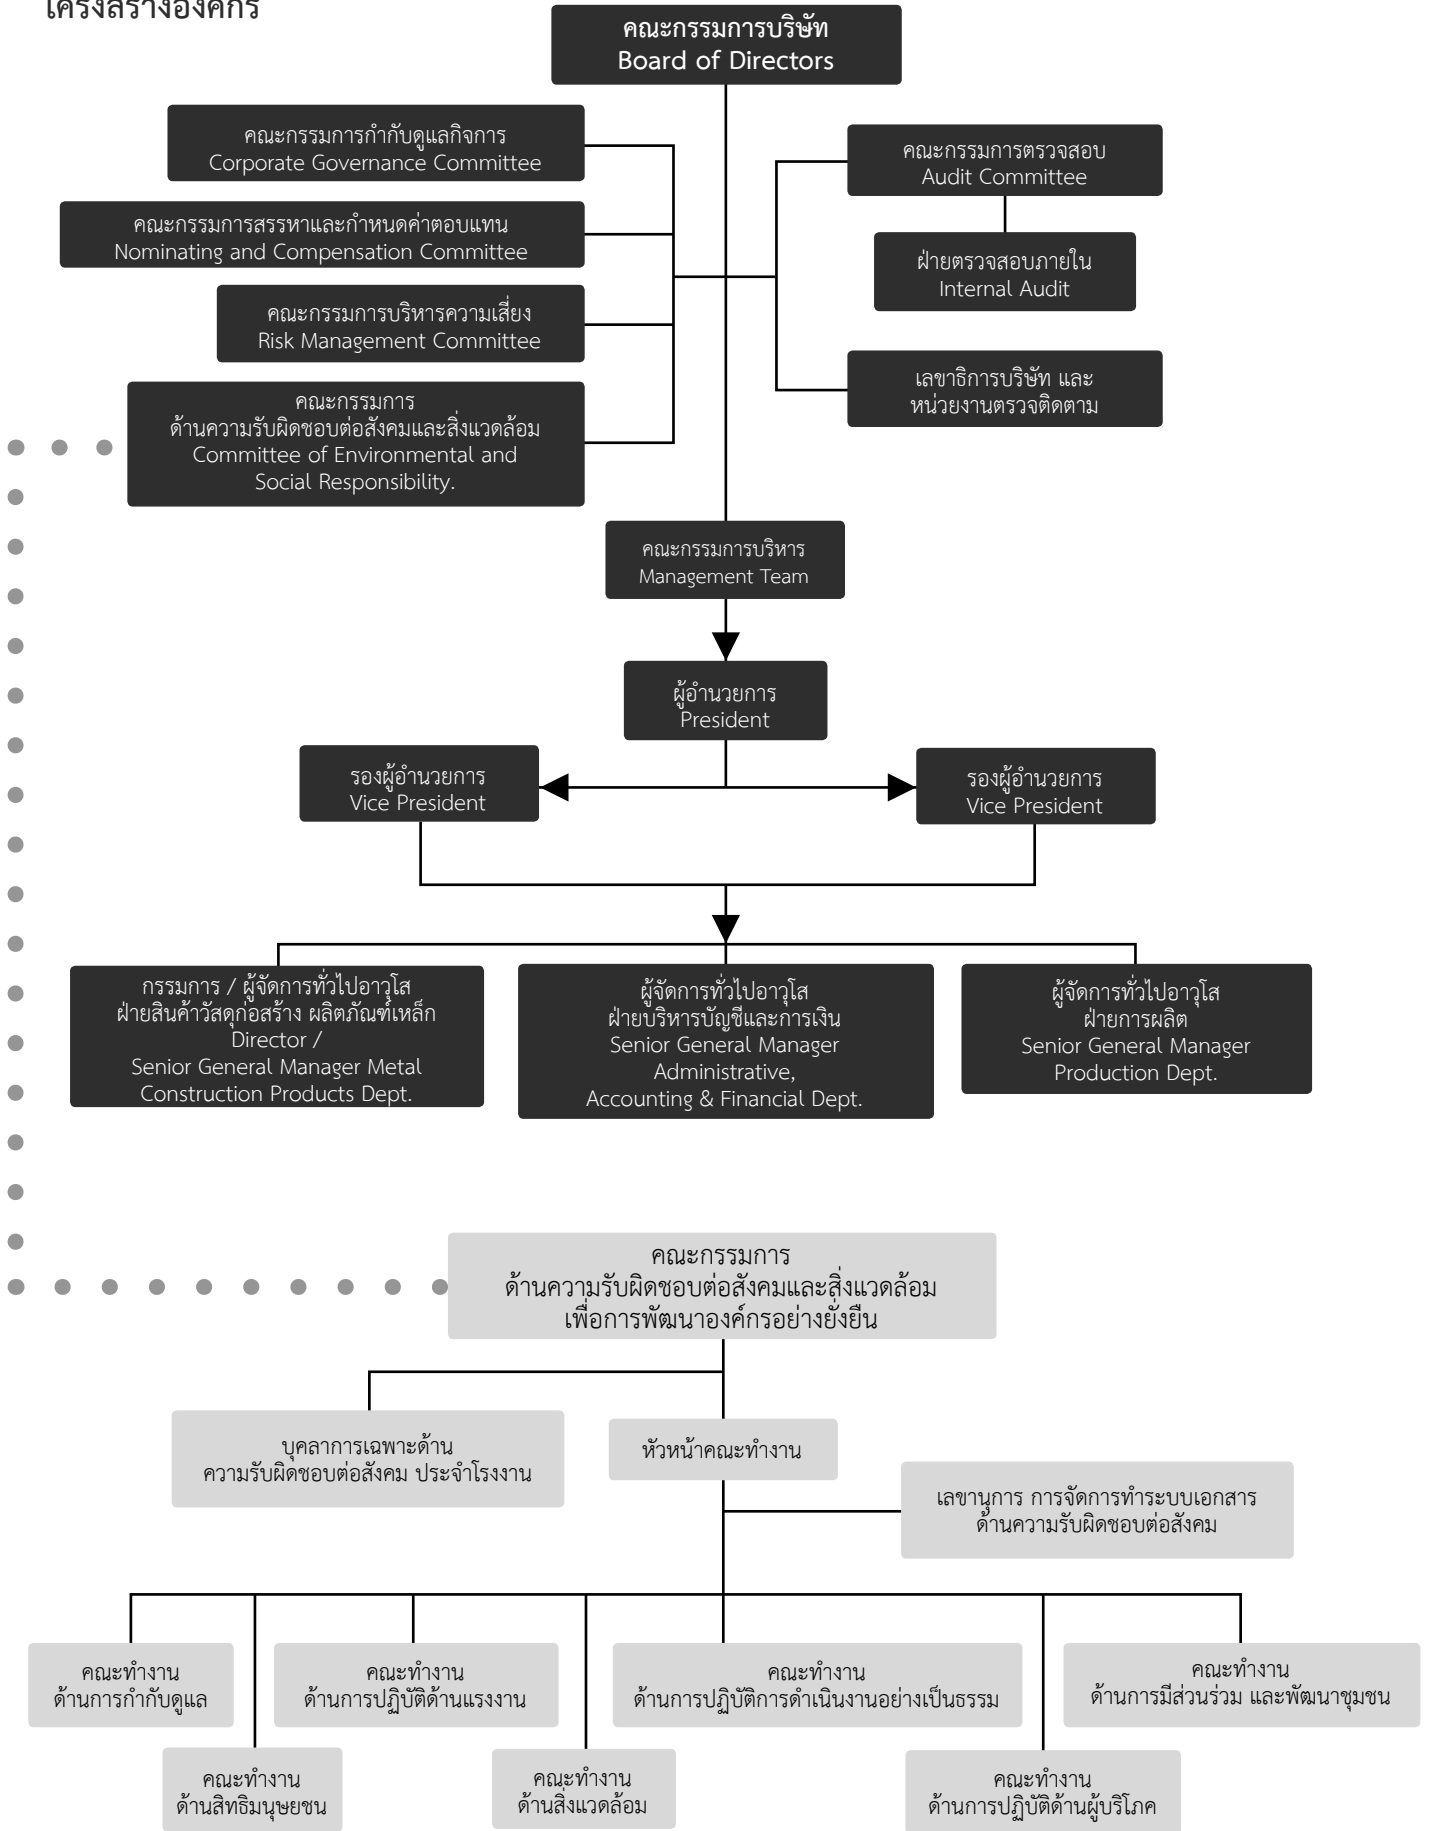 โครงสร้างองค์กร
คณะกรรมการบริษัท
Board of Directors
คณะกรรมการกำกับดูแลกิจการ
Corporate Governance Committee
คณะกรรมการตรวจสอบ
Audit Committee
คณะกรรมการสรรหาและกำหนดค่าตอบแทน
Nominating and Compensation Committee
ฝ่ายตรวจสอบภายใน
Internal Audit
คณะกรรมการบริหารความเสี่ยง
Risk Management Committee
เลขาธิการบริษัท และ
หน่วยงานตรวจติดตาม
คณะกรรมการ
ด้านความรับผิดชอบต่อสังคมและสิ่งแวดล้อม
Committee of Environmental and
Social Responsibility.
คณะกรรมการบริหาร
Management Team
ผู้อำนวยการ
President
รองผู้อำนวยการ
Vice President
รองผู้อำนวยการ
Vice President
กรรมการ / ผู้จัดการทั่วไปอาวุโส
ฝ่ายสินค้าวัสดุก่อสร้าง ผลิตภัณฑ์เหล็ก
Director /
Senior General Manager Metal
Construction Products Dept.
ผู้จัดการทั่วไปอาวุโส
ฝ่ายบริหารบัญชีและการเงิน
Senior General Manager
Administrative,
Accounting & Financial Dept.
ผู้จัดการทั่วไปอาวุโส
ฝ่ายการผลิต
Senior General Manager
Production Dept.
คณะกรรมการ
ด้านความรับผิดชอบต่อสังคมและสิ่งแวดล้อม
เพื่อการพัฒนาองค์กรอย่างยั่งยืน
บุคลาการเฉพาะด้าน
ความรับผิดชอบต่อสังคม ประจำโรงงาน
หัวหน้าคณะทำงาน
เลขานุการ การจัดการทำระบบเอกสาร
ด้านความรับผิดชอบต่อสังคม
คณะทำงาน
ด้านการกำกับดูแล
คณะทำงาน
ด้านการปฏิบัติด้านแรงงาน
คณะทำงาน
ด้านการปฏิบัติการดำเนินงานอย่างเป็นธรรม
คณะทำงาน
ด้านการมีส่วนร่วม และพัฒนาชุมชน
คณะทำงาน
ด้านสิทธิมนุษยชน
คณะทำงาน
ด้านสิ่งแวดล้อม
คณะทำงาน
ด้านการปฏิบัติด้านผู้บริโภค